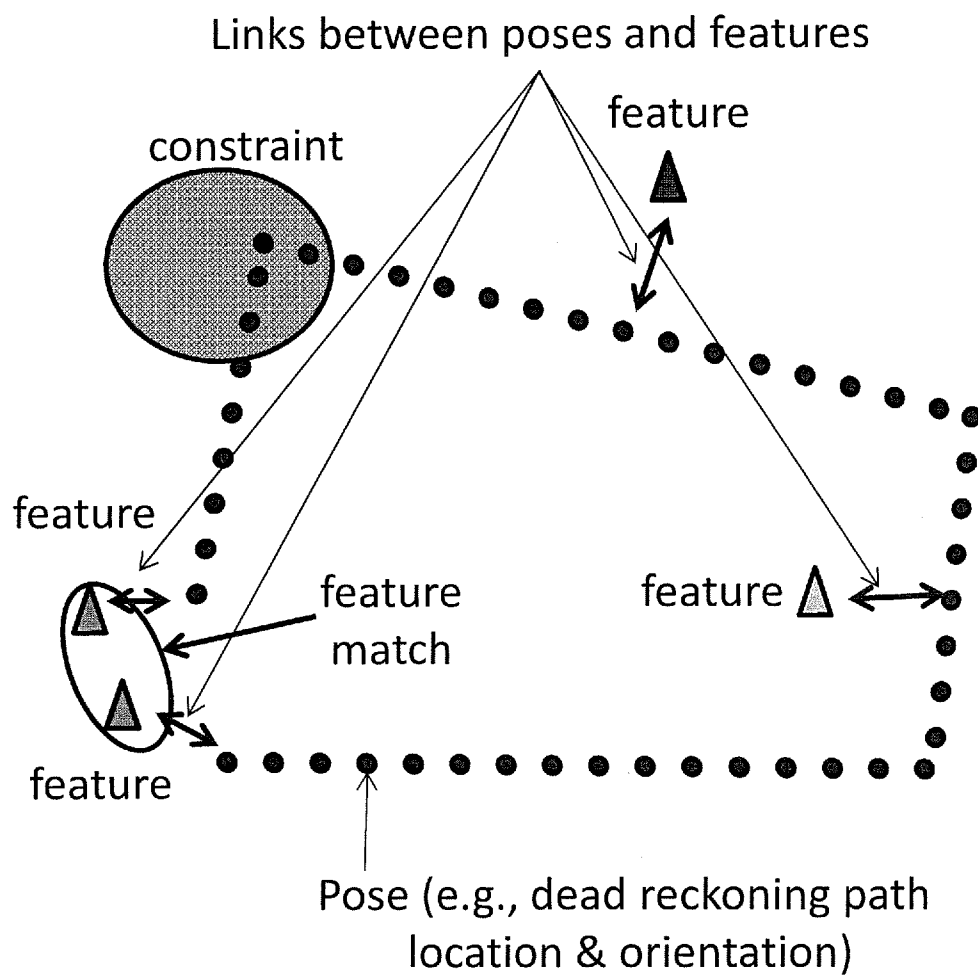 Links between poses and features
feature
constraint
feature
feature
match
feature
feature
Pose (e.g., dead reckoning path
location & orientation)